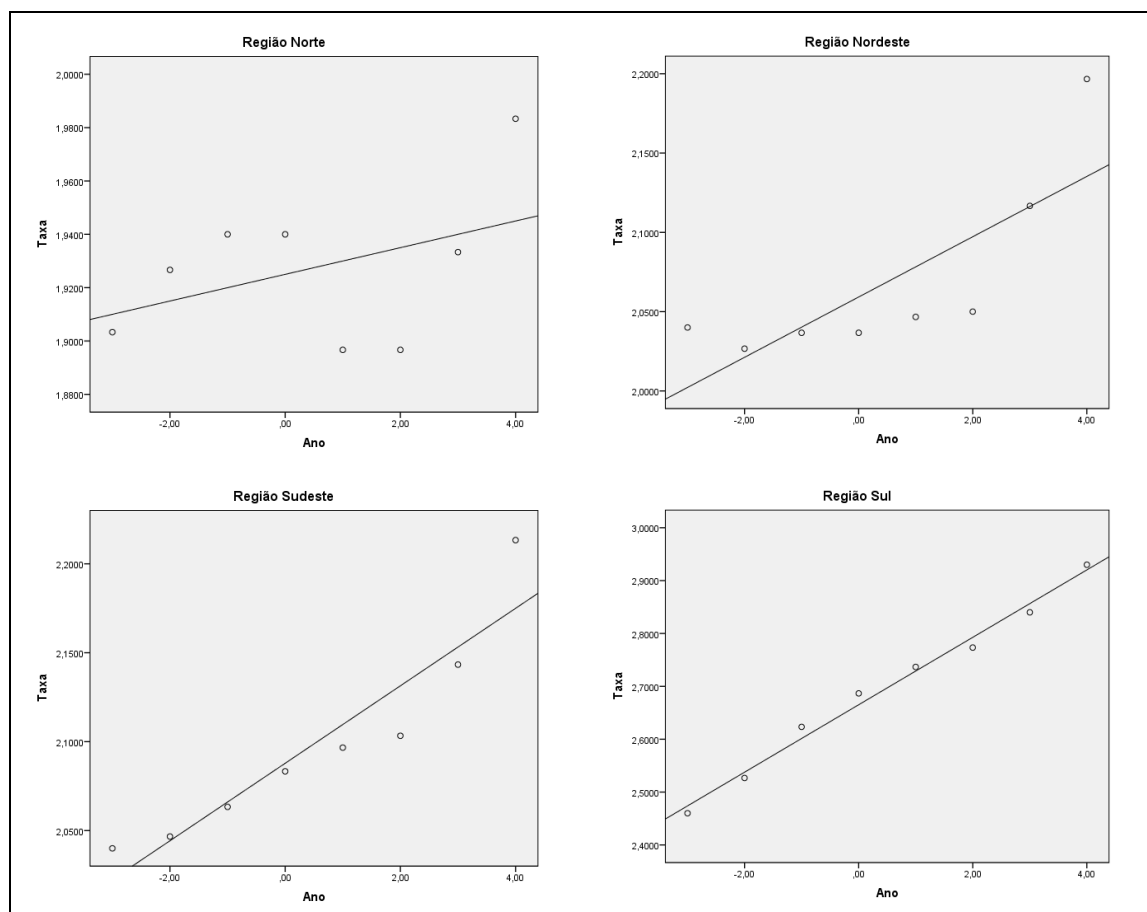 Região Norte
2,0000
1,9800
1,9600
1,9400
1,9200
1,9000
1,8800
Taxa
-2,00 ,00 2,00 4,00
Ano
Região Nordeste
2,2000
2,1500
2,1000
2,0500
2,0000
Taxa
-2,00 ,00 2,00 4,00
Ano
Região Sudeste
2,2000
2,1500
2,1000
2,0500
Taxa
-2,00 ,00 2,00 4,00
Ano
Região Sul
3,0000
2,9000
2,8000
2,7000
2,6000
2,5000
2,4000
Taxa
-2,00 ,00 2,00 4,00
Ano